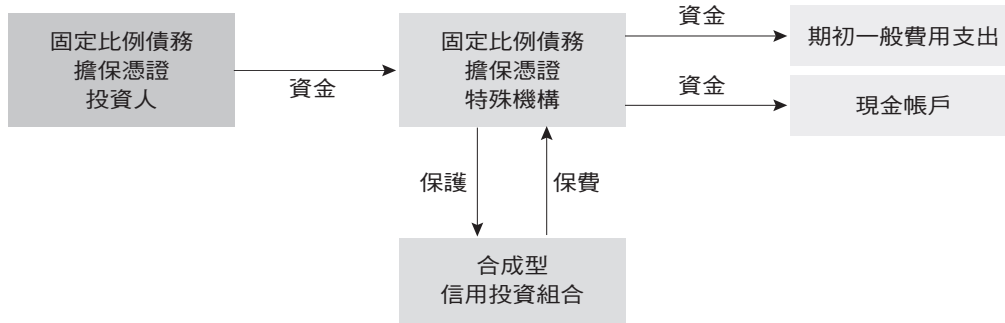 固定比例債務
擔保憑證
投資人
資金
固定比例債務
擔保憑證
特殊機構
資金
期初一般費用支出
資金
現金帳戶
保護
保費
合成型
信用投資組合